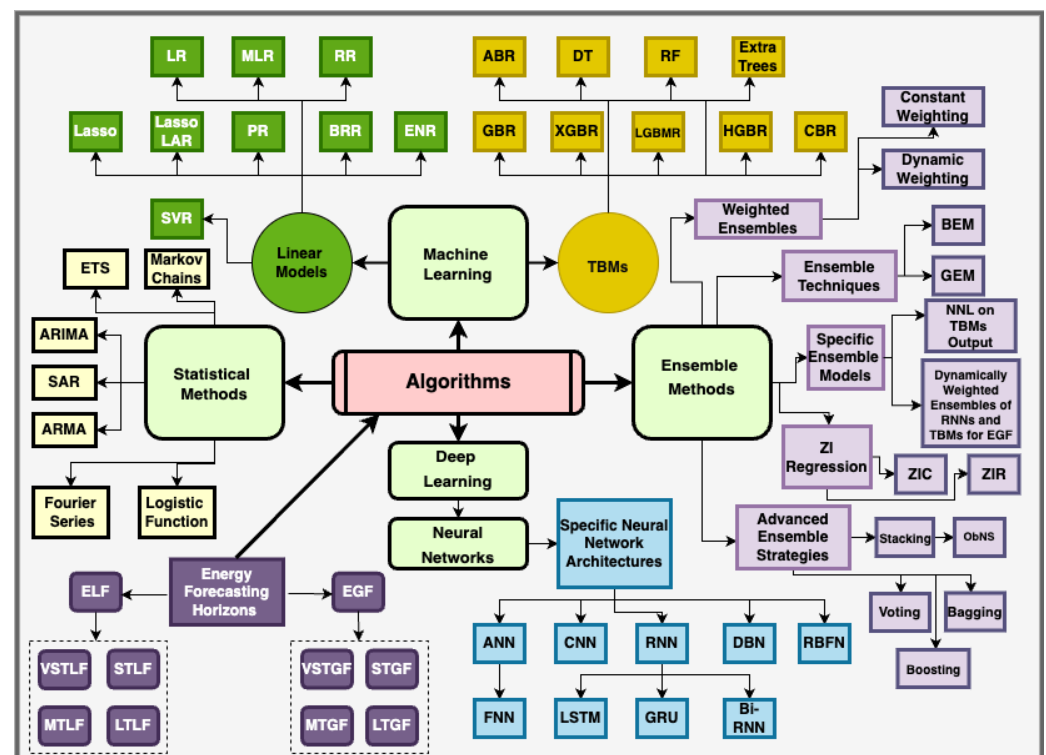 LR
MLR
RR
ABR
DT
RF
Extra
Trees
Lasso
Lasso
LAR
PR
BRR
ENR
GBR
XGBR
LGBMR
HGBR
CBR
Constant
Weighting
Dynamic
Weighting
SVR
Linear
Models
Machine
Learning
TBMs
Weighted
Ensembles
BEM
GEM
Ensemble
Techniques
ETS
Markov
Chains
ARIMA
SAR
ARMA
Statistical
Methods
Algorithms
Ensemble
Methods
Specific
Ensemble
Models
NNL on
TBMs
Output
Dynamically
Weighted
Ensembles of
RNNs and
TBMs for EGF
Fourier
Series
Logistic
Function
Deep
Learning
Neural
Networks
Specific Neural
Network
Architectures
ZI
Regression
ZIC
ZIR
Advanced
Ensemble
Strategies
Stacking
ObNS
Voting
Bagging
Boosting
ELF
Energy
Forecasting
Horizons
EGF
VSTLF
STLF
MTLF
LTLF
VSTGF
STGF
MTGF
LTGF
ANN
CNN
RNN
DBN
RBFN
FNN
LSTM
GRU
Bi-
RNN